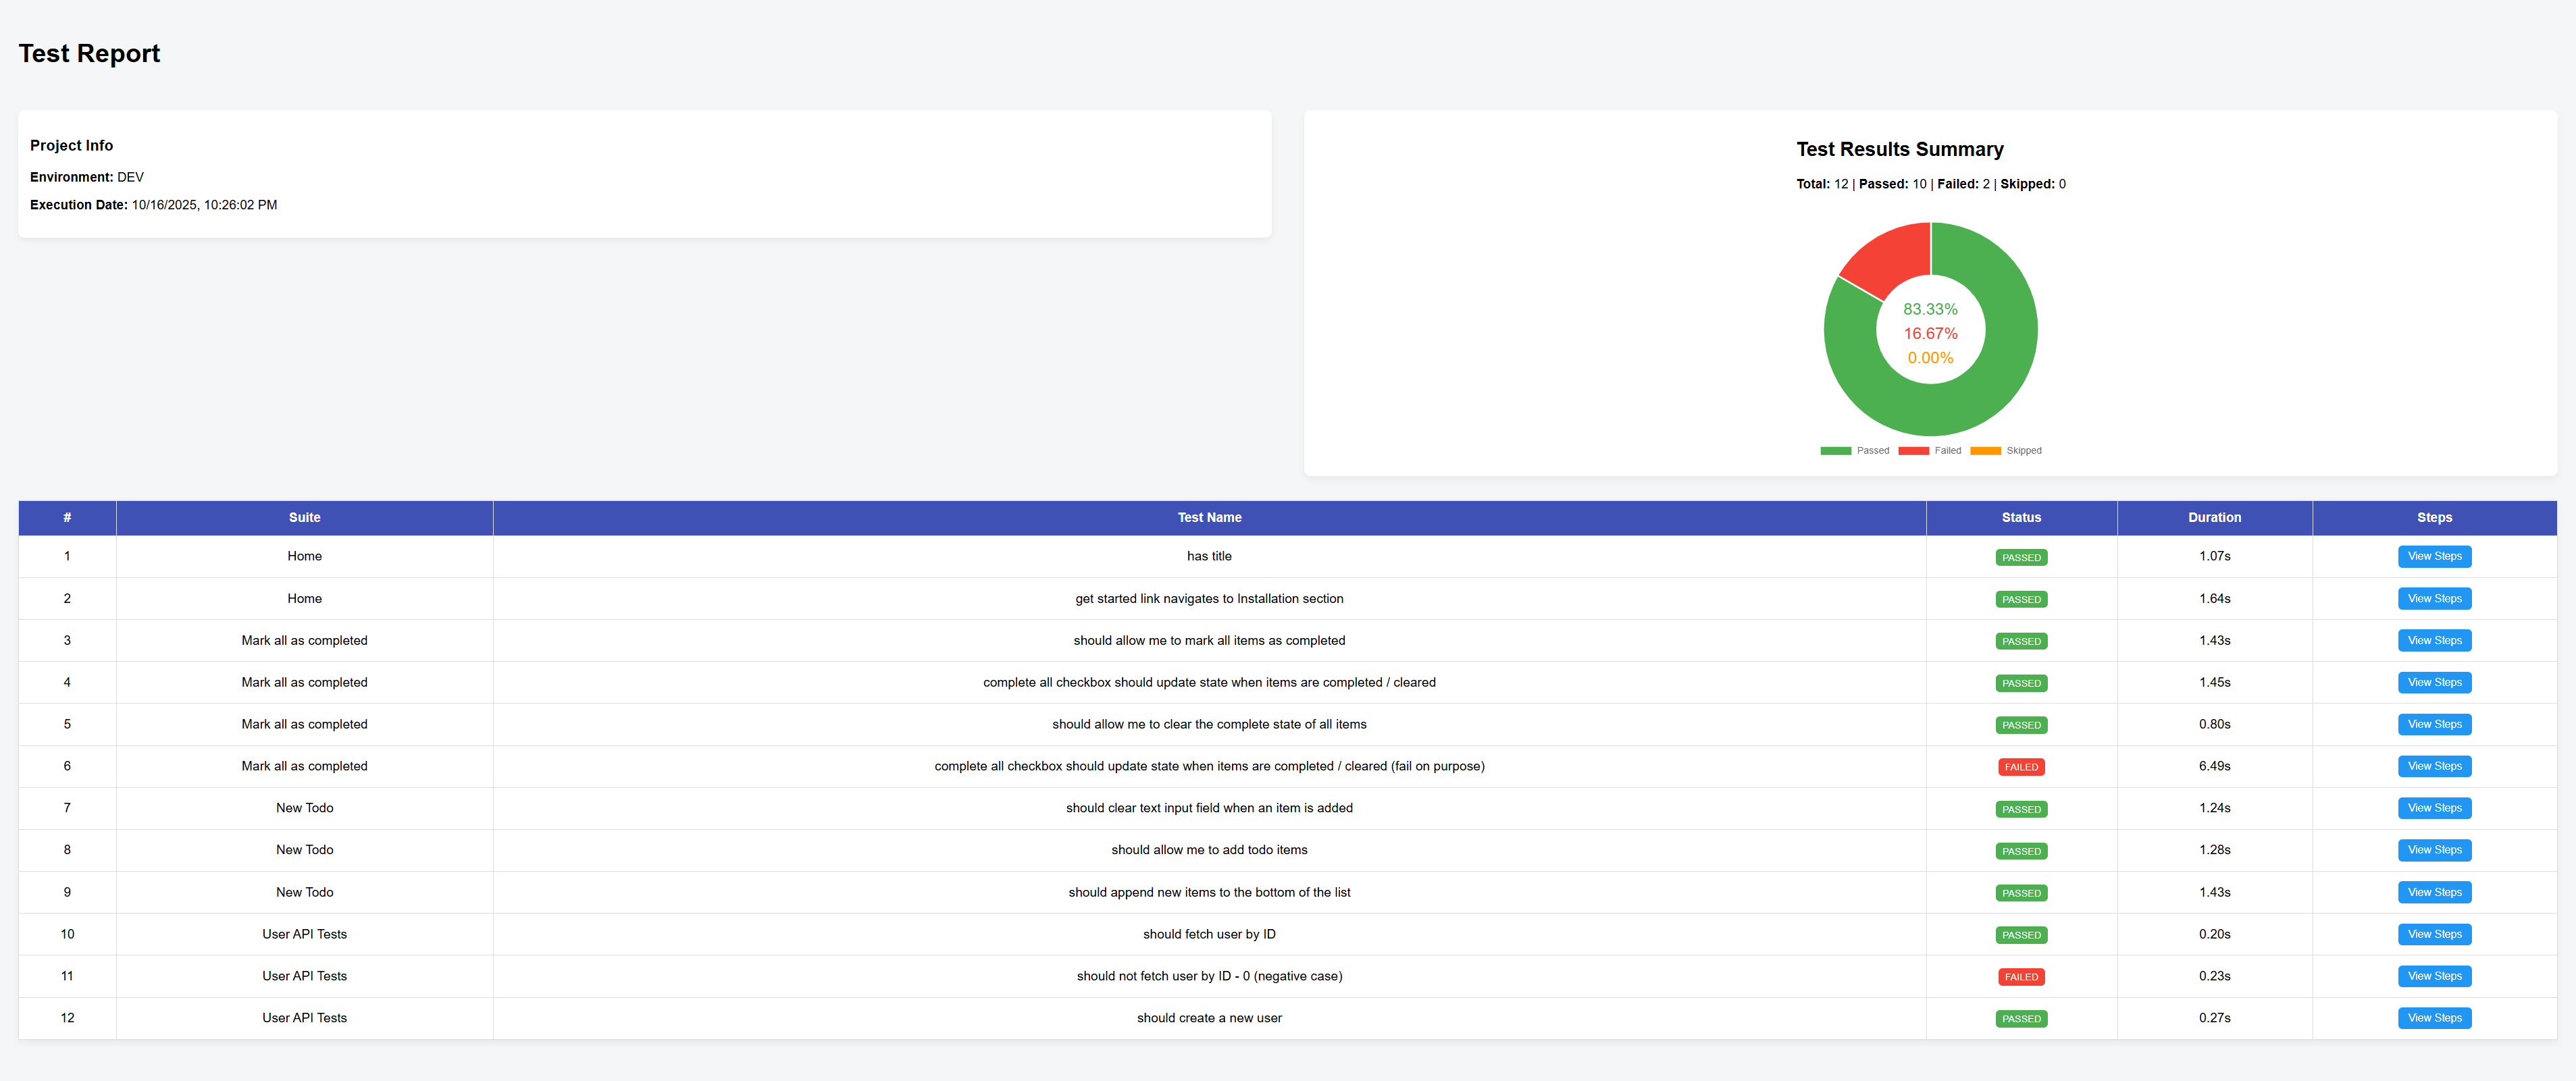 Test Report
Project Info
Environment: DEV
Execution Date: 10/16/2025, 10:26:02 PM
Test Results Summary
Total: 12 | Passed: 10 | Failed: 2 | Skipped: 0
83.33%
16.67%
0.00%
Passed Failed Skipped
# Suite Test Name Status Duration Steps
1 Home has title PASSED 1.07s View Steps
2 Home get started link navigates to Installation section PASSED 1.64s View Steps
3 Mark all as completed should allow me to mark all items as completed PASSED 1.43s View Steps
4 Mark all as completed complete all checkbox should update state when items are completed / cleared PASSED 1.45s View Steps
5 Mark all as completed should allow me to clear the complete state of all items PASSED 0.80s View Steps
6 Mark all as completed complete all checkbox should update state when items are completed / cleared (fail on purpose) FAILED 6.49s View Steps
7 New Todo should clear text input field when an item is added PASSED 1.24s View Steps
8 New Todo should allow me to add todo items PASSED 1.28s View Steps
9 New Todo should append new items to the bottom of the list PASSED 1.43s View Steps
10 User API Tests should fetch user by ID PASSED 0.20s View Steps
11 User API Tests should not fetch user by ID - 0 (negative case) FAILED 0.23s View Steps
12 User API Tests should create a new user PASSED 0.27s View Steps